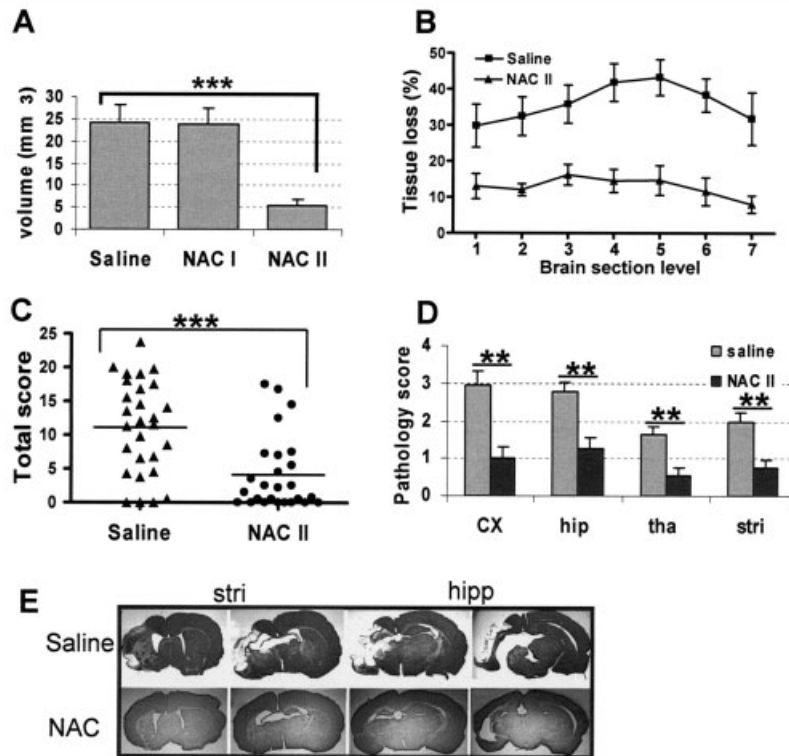 A
***
volume (mm 3)
30
25
20
15
10
5
0
Saline NAC I NAC II
B
Tissue loss (%)
50
40
30
20
10
0
Saline
NAC II
1 2 3 4 5 6 7
Brain section level
C
***
Total score
25
20
15
10
5
0
Saline NAC II
D
Pathology score
4
3
2
1
0
saline
NAC II
** ** ** **
CX hip tha stri
E
stri hipp
Saline
NAC